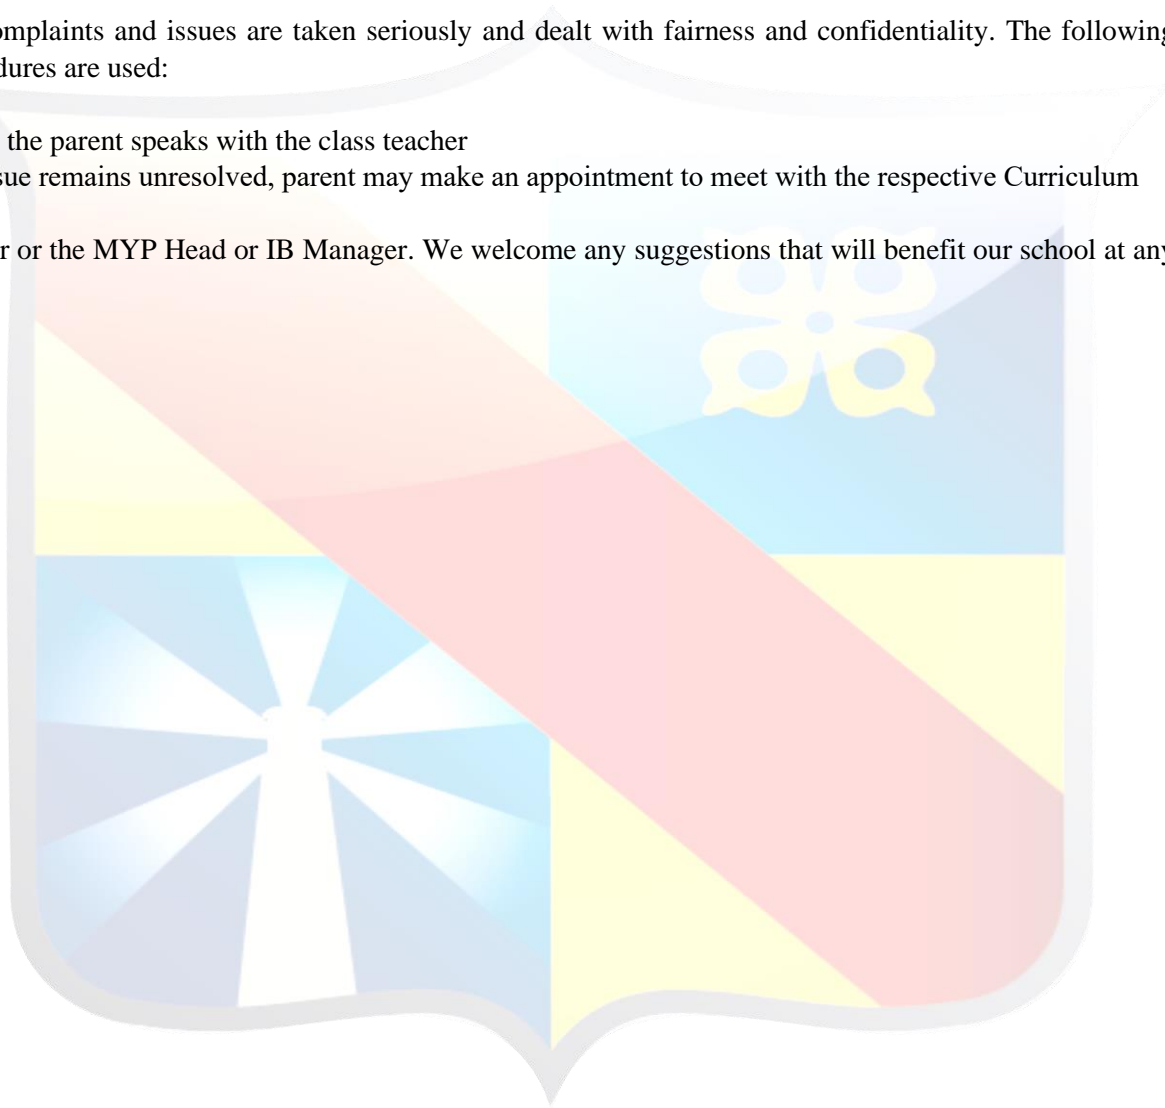 omplaints and issues are taken seriously and dealt with fairness and confidentiality. The following
dures are used:
the parent speaks with the class teacher
sue remains unresolved, parent may make an appointment to meet with the respective Curriculum
r or the MYP Head or IB Manager. We welcome any suggestions that will benefit our school at any